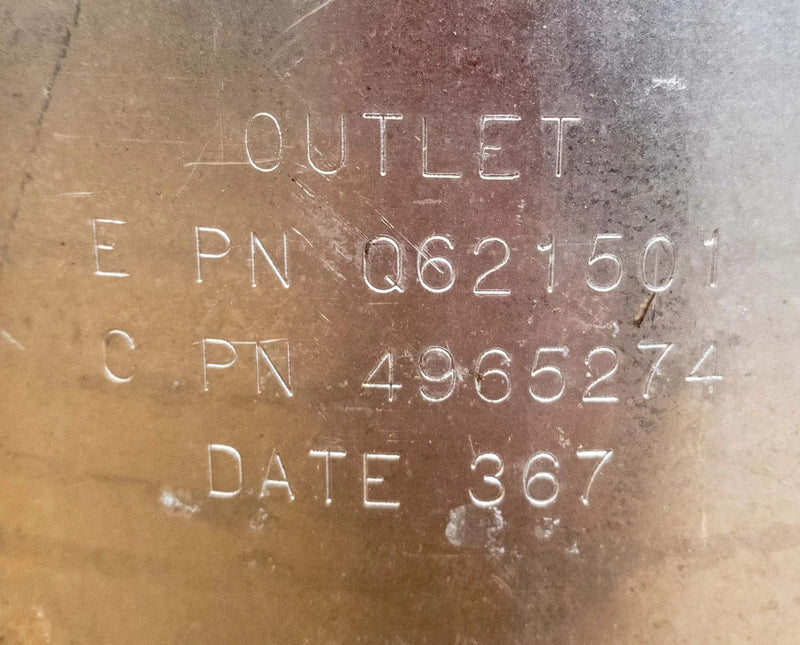 OUTLET
E PN Q621501
C PN 4965274
DATE 367